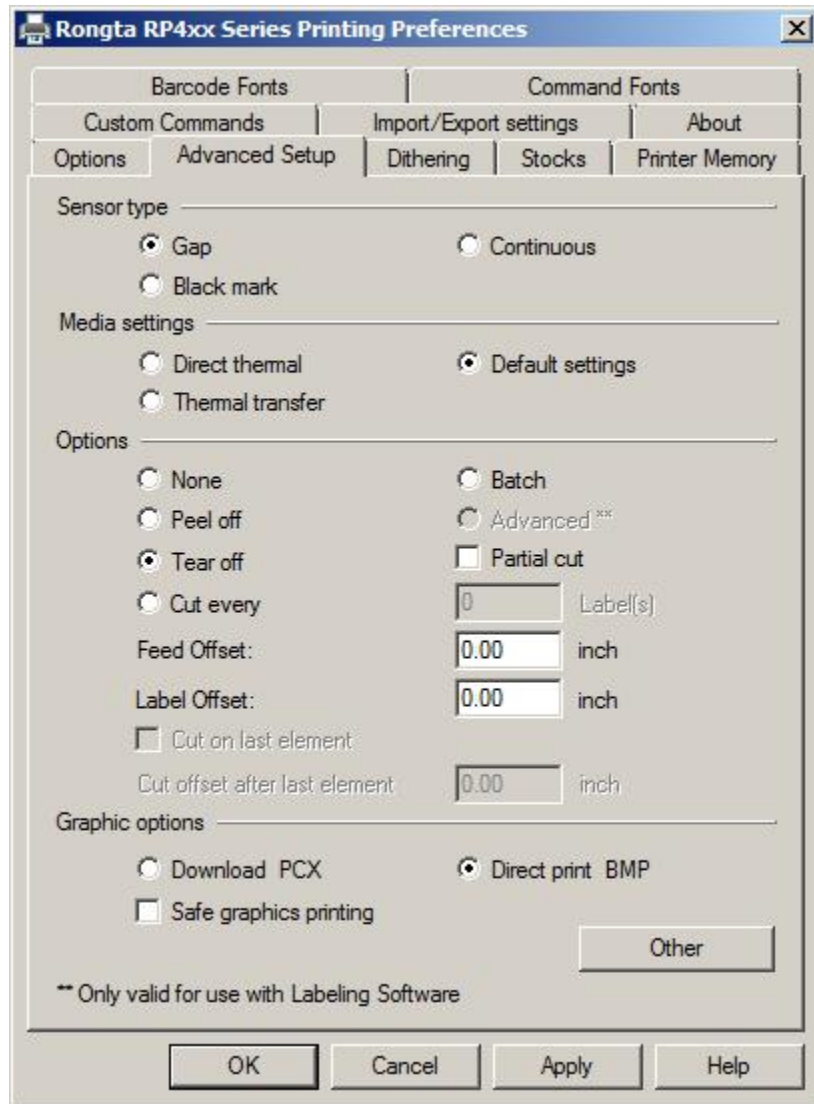 Rongta RP4xx Series Printing Preferences
Barcode Fonts Command Fonts
Custom Commands Import/Export settings About
Options Advanced Setup Dithering Stocks Printer Memory
Sensor type
Gap Continuous
Black mark
Media settings
Direct thermal Default settings
Thermal transfer
Options
None Batch
Peel off Advanced **
Tear off Partial cut
Cut every 0 Label(s)
Feed Offset: 0.00 inch
Label Offset: 0.00 inch
Cut on last element
Cut offset after last element 0.00 inch
Graphic options
Download PCX Direct print BMP
Safe graphics printing
Other
** Only valid for use with Labeling Software
OK Cancel Apply Help